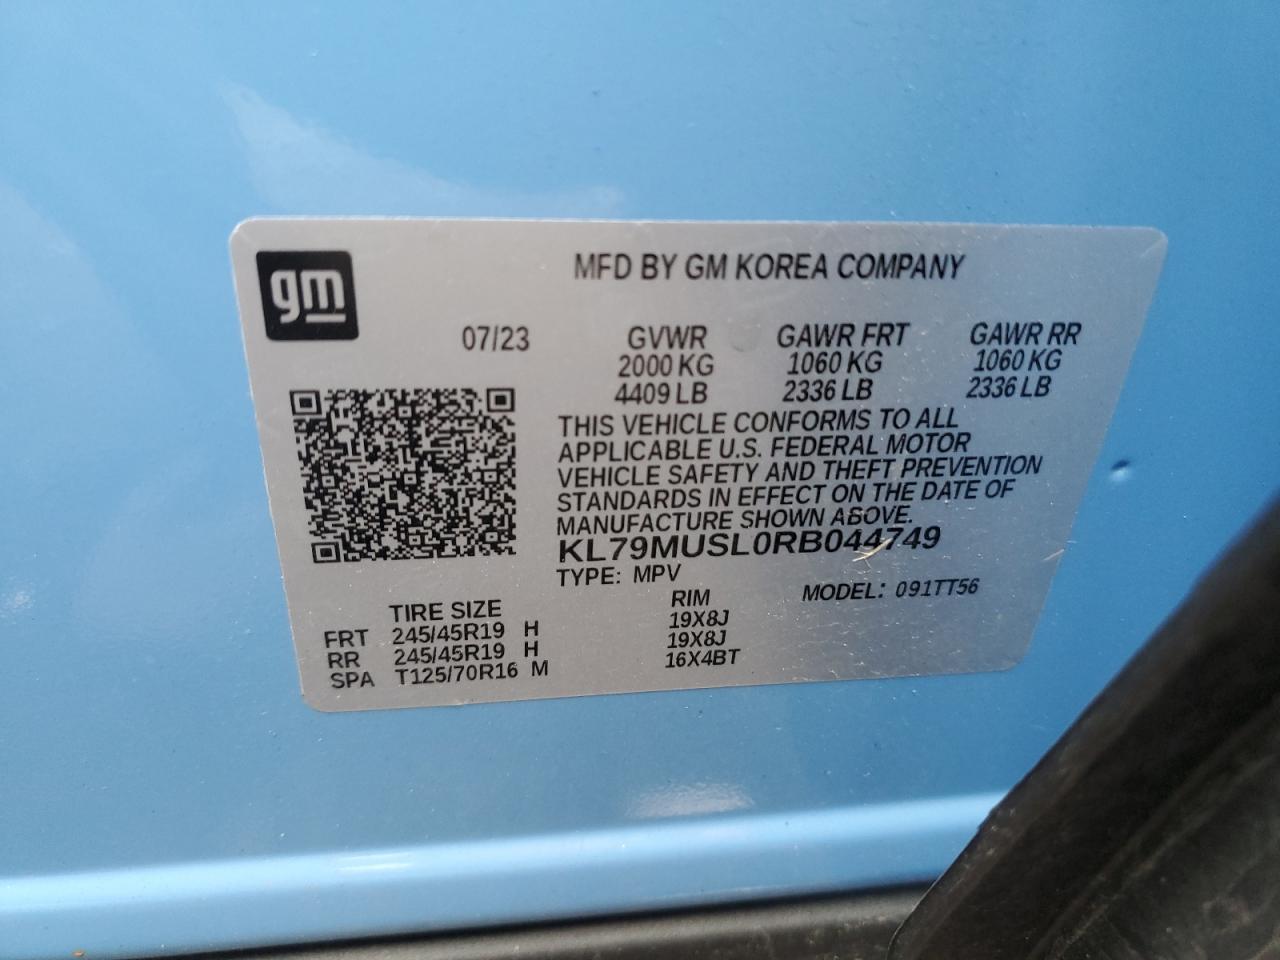 gm
MFD BY GM KOREA COMPANY
07/23 GVWR GAWR FRT GAWR RR
2000 KG 1060 KG 1060 KG
4409 LB 2336 LB 2336 LB
THIS VEHICLE CONFORMS TO ALL
APPLICABLE U.S. FEDERAL MOTOR
VEHICLE SAFETY AND THEFT PREVENTION
STANDARDS IN EFFECT ON THE DATE OF
MANUFACTURE SHOWN ABOVE.
KL79MUSL0RB044749
TYPE: MPV MODEL: 091TT56
TIRE SIZE RIM
FRT 245/45R19 H 19X8J
RR 245/45R19 H 19X8J
SPA T125/70R16 M 16X4BT